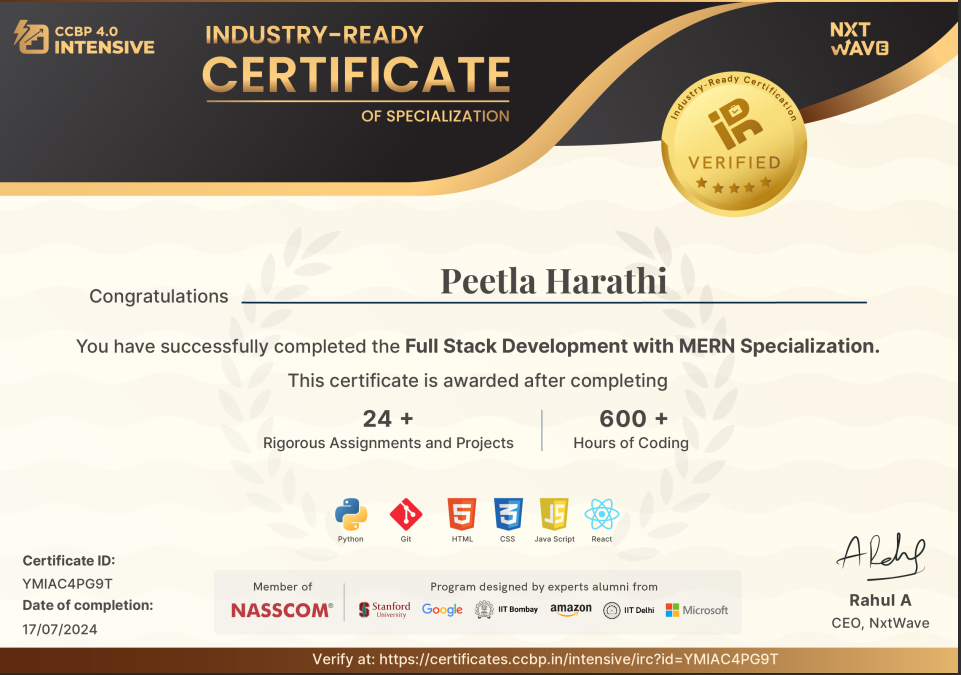 CCBP 4.0
INTENSIVE
INDUSTRY-READY
CERTIFICATE
OF SPECIALIZATION
NXT
WAVE
Industry-Ready Certification
iR
VERIFIED
Congratulations Peetla Harathi
You have successfully completed the Full Stack Development with MERN Specialization.
This certificate is awarded after completing
24 +
Rigorous Assignments and Projects
600 +
Hours of Coding
5 3 JS
Python Git HTML CSS Java Script React
Certificate ID:
YMIAC4PG9T
Date of completion:
17/07/2024
Member of
NASSCOM®
Program designed by experts alumni from
Stanford University Google IIT Bombay amazon IIT Delhi Microsoft
Rahul A
CEO, NxtWave
Verify at: https://certificates.ccbp.in/intensive/irc?id=YMIAC4PG9T